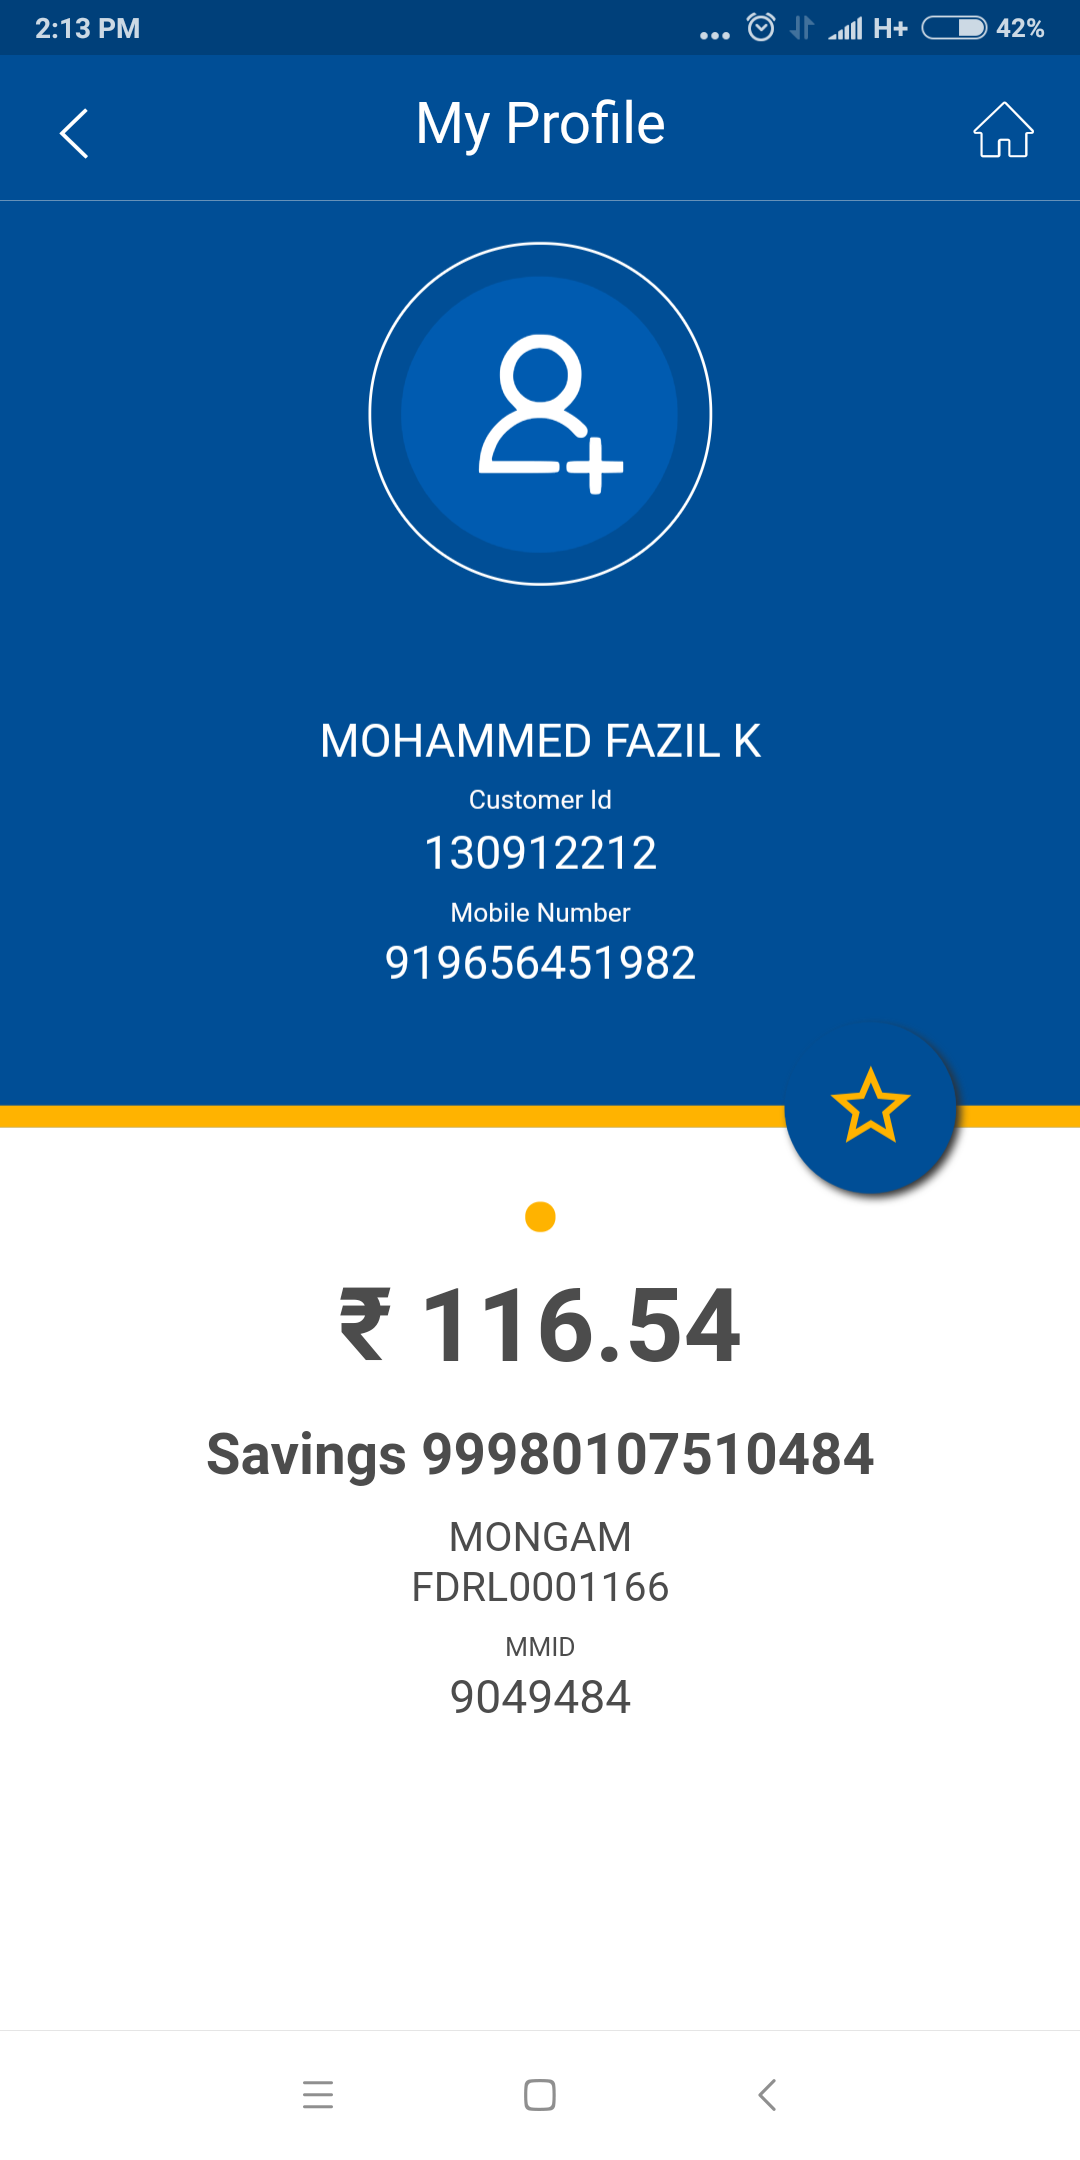 2:13 PM
... H+ 42%
My Profile
MOHAMMED FAZIL K
Customer Id
130912212
Mobile Number
919656451982
₹ 116.54
Savings 99980107510484
MONGAM
FDRL0001166
MMID
9049484